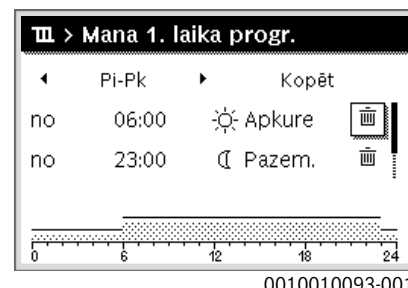 > Mana 1. laika progr.
Pi-Pk Kopēt
no 06:00 Apkure
no 23:00 Pazem.
0 6 12 18 24
0010010093-001